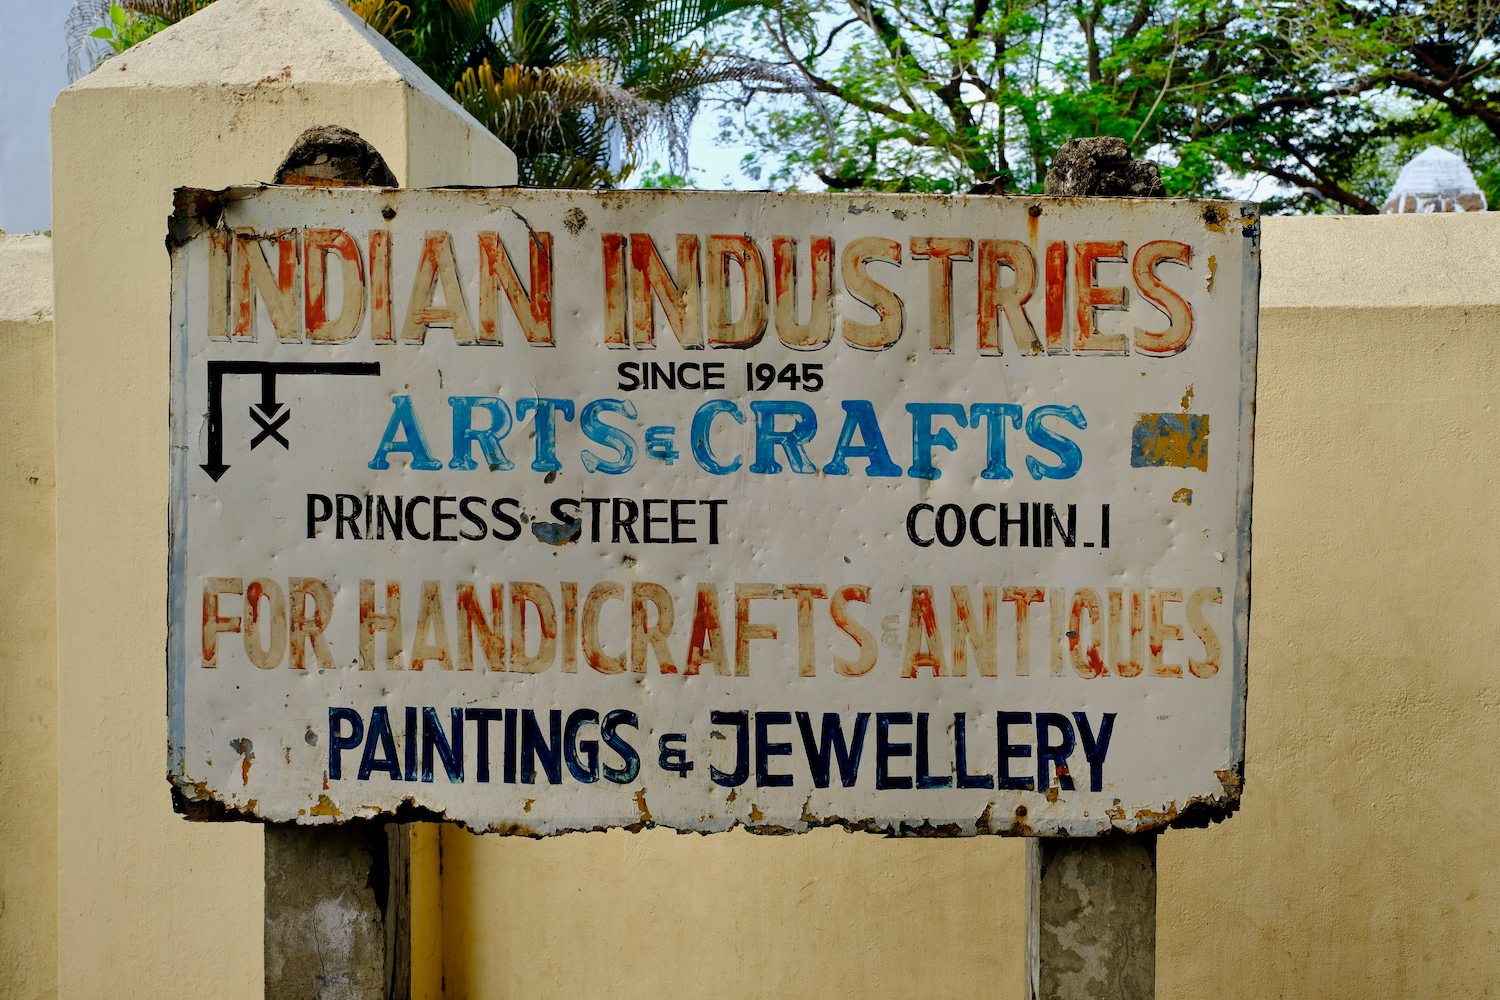 INDIAN INDUSTRIES
SINCE 1945
ARTS & CRAFTS
PRINCESS STREET COCHIN-1
FOR HANDICRAFTS & ANTIQUES
PAINTINGS & JEWELLERY